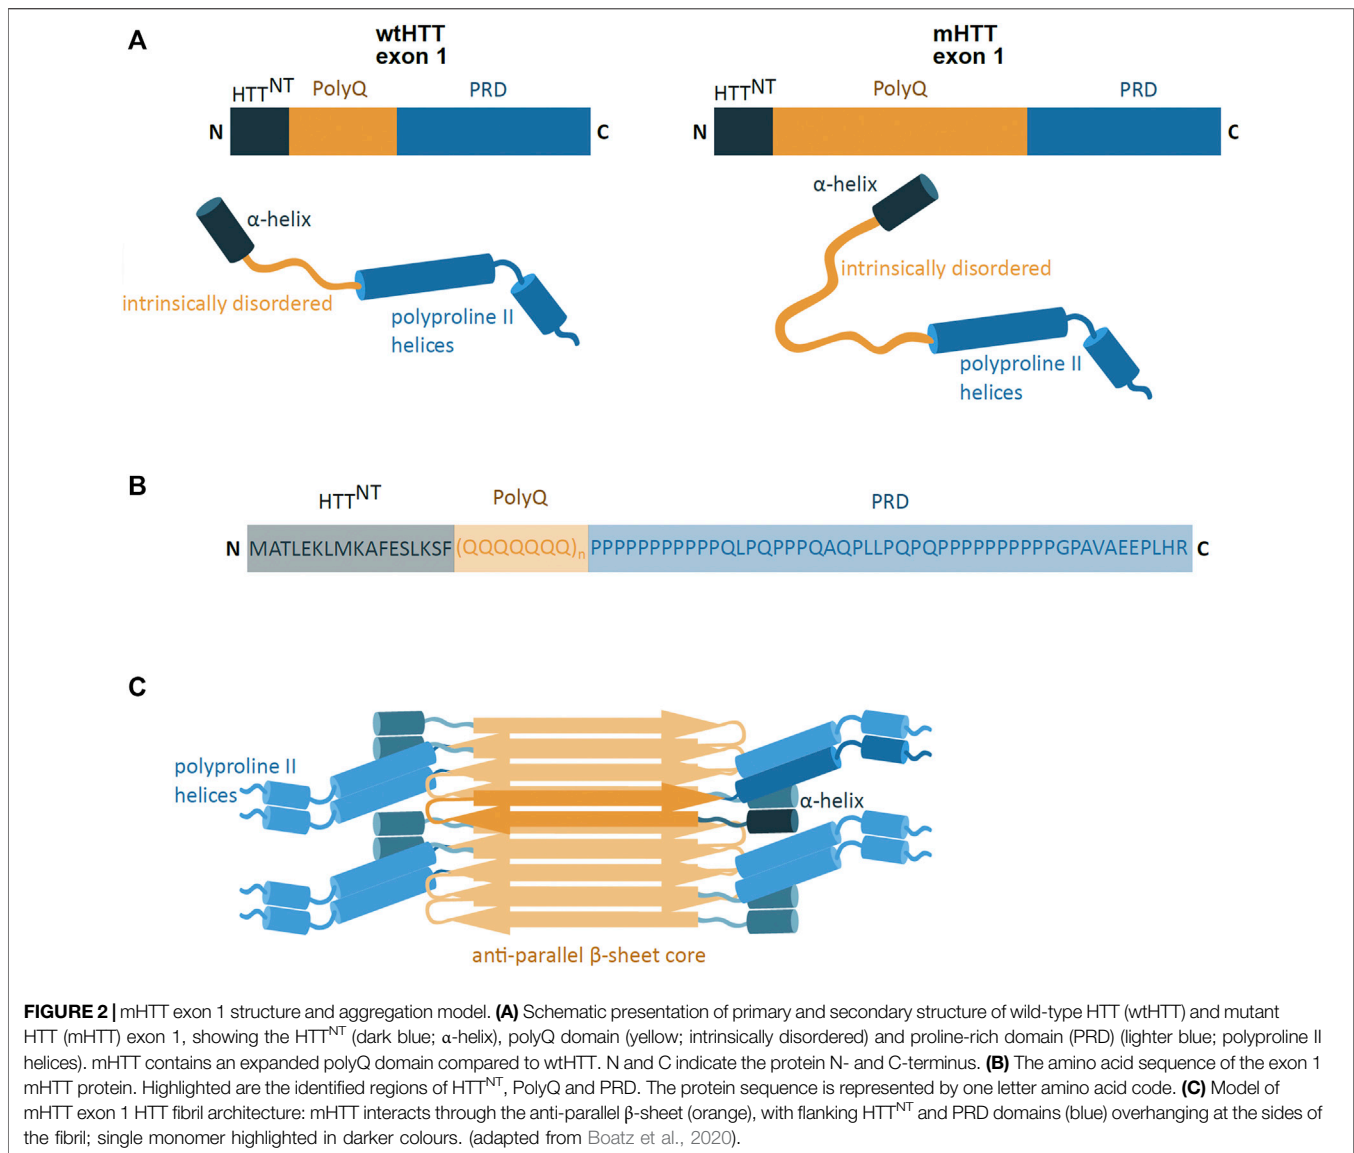 A
wtHTT
exon 1
mHTT
exon 1
HTTNT
PolyQ
PRD
HTTNT
PolyQ
PRD
N
C
N
C
α-helix
intrinsically disordered
polyproline II
helices
α-helix
intrinsically disordered
polyproline II
helices
B
HTTNT
PolyQ
PRD
N
MATLEKLMKAFESLKSF
(QQQQQQQ)n
PPPPPPPPPPPQLPQPPPQAQPLLPQPQPPPPPPPPPPGPAVAEEPLHR
C
C
polyproline II
helices
α-helix
anti-parallel β-sheet core
FIGURE 2 | mHTT exon 1 structure and aggregation model. (A) Schematic presentation of primary and secondary structure of wild-type HTT (wtHTT) and mutant
HTT (mHTT) exon 1, showing the HTTNT (dark blue; α-helix), polyQ domain (yellow; intrinsically disordered) and proline-rich domain (PRD) (lighter blue; polyproline II
helices). mHTT contains an expanded polyQ domain compared to wtHTT. N and C indicate the protein N- and C-terminus. (B) The amino acid sequence of the exon 1
mHTT protein. Highlighted are the identified regions of HTTNT, PolyQ and PRD. The protein sequence is represented by one letter amino acid code. (C) Model of
mHTT exon 1 HTT fibril architecture: mHTT interacts through the anti-parallel β-sheet (orange), with flanking HTTNT and PRD domains (blue) overhanging at the sides of
the fibril; single monomer highlighted in darker colours. (adapted from Boatz et al., 2020).